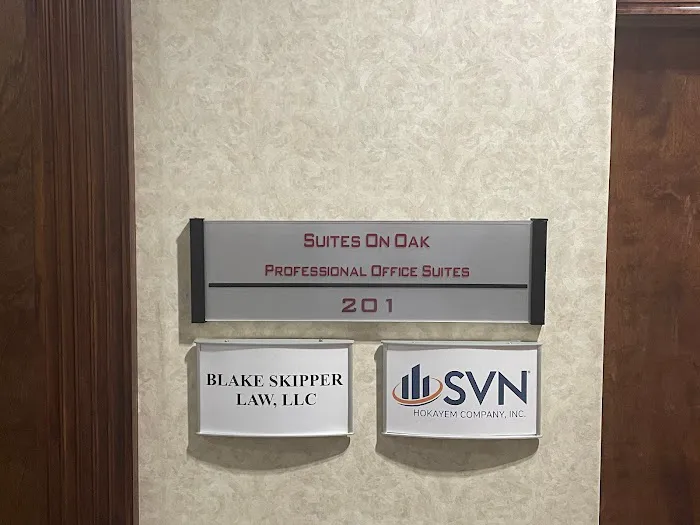 SUITES ON OAK
PROFESSIONAL OFFICE SUITES
201
BLAKE SKIPPER
LAW, LLC
SVN®
HOKAYEM COMPANY, INC.